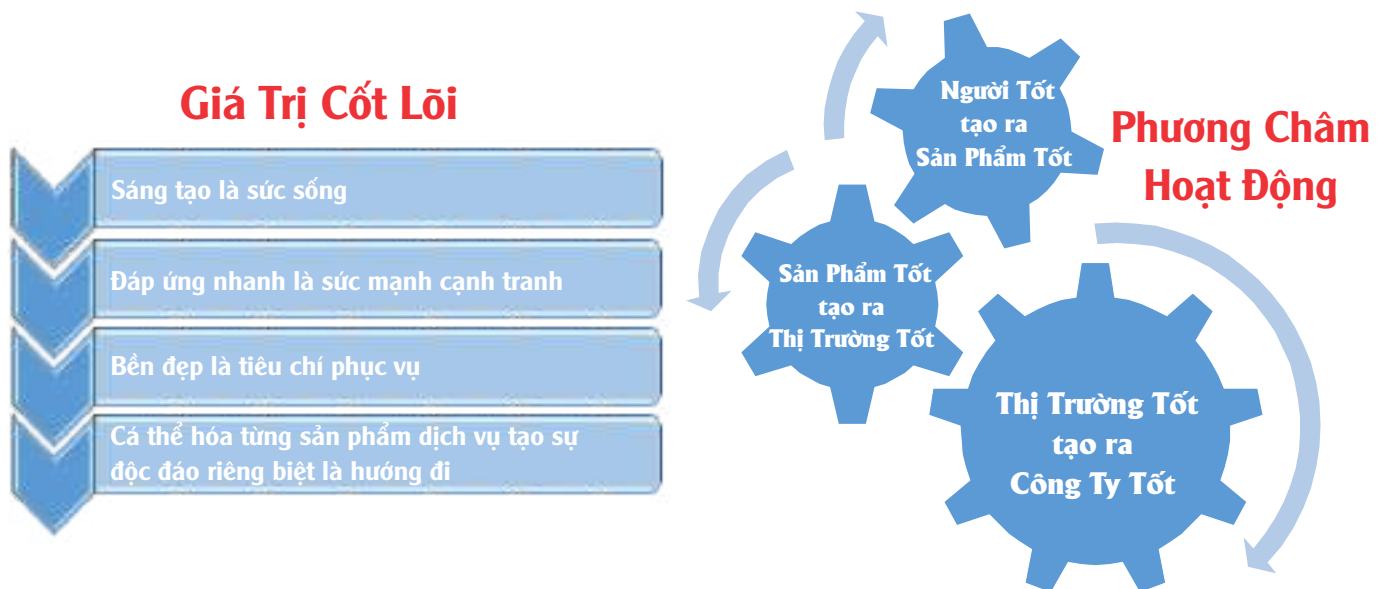 Giá Trị Cốt Lõi
Sáng tạo là sức sống
Đáp ứng nhanh là sức mạnh cạnh tranh
Bền đẹp là tiêu chí phục vụ
Cá thể hóa từng sản phẩm dịch vụ tạo sự
độc đáo riêng biệt là hướng đi
Phương Châm
Hoạt Động
Người Tốt
tạo ra
Sản Phẩm Tốt
Sản Phẩm Tốt
tạo ra
Thị Trường Tốt
Thị Trường Tốt
tạo ra
Công Ty Tốt